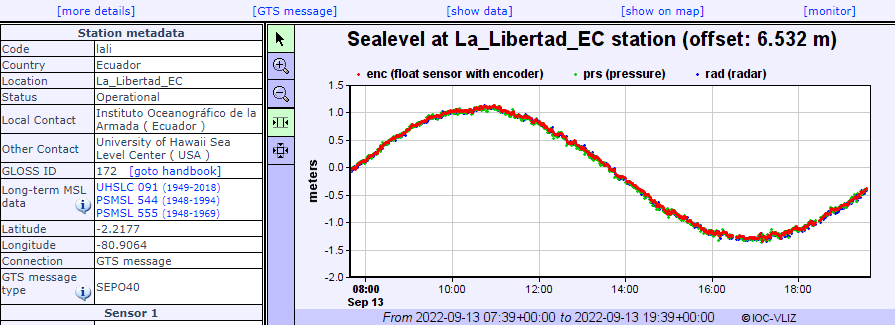 [more details] [GTS message] [show data] [show on map] [monitor]
Station metadata
Code lali
Country Ecuador
Location La_Libertad_EC
Status Operational
Local Contact Instituto Oceanográfico de la
Armada ( Ecuador )
Other Contact University of Hawaii Sea
Level Center ( USA )
GLOSS ID 172 [goto handbook]
Long-term MSL
data
i
UHSLC 091 (1949-2018)
PSMSL 544 (1948-1994)
PSMSL 555 (1948-1969)
Latitude -2.2177
Longitude -80.9064
Connection GTS message
GTS message
type
i
SEPO40
Sensor 1
Sealevel at La_Libertad_EC station (offset: 6.532 m)
enc (float sensor with encoder) prs (pressure) rad (radar)
meters
1.5
1.0
0.5
0.0
-0.5
-1.0
-1.5
-2.0
08:00 10:00 12:00 14:00 16:00 18:00
Sep 13
From 2022-09-13 07:39+00:00 to 2022-09-13 19:39+00:00 © IOC-VLIZ